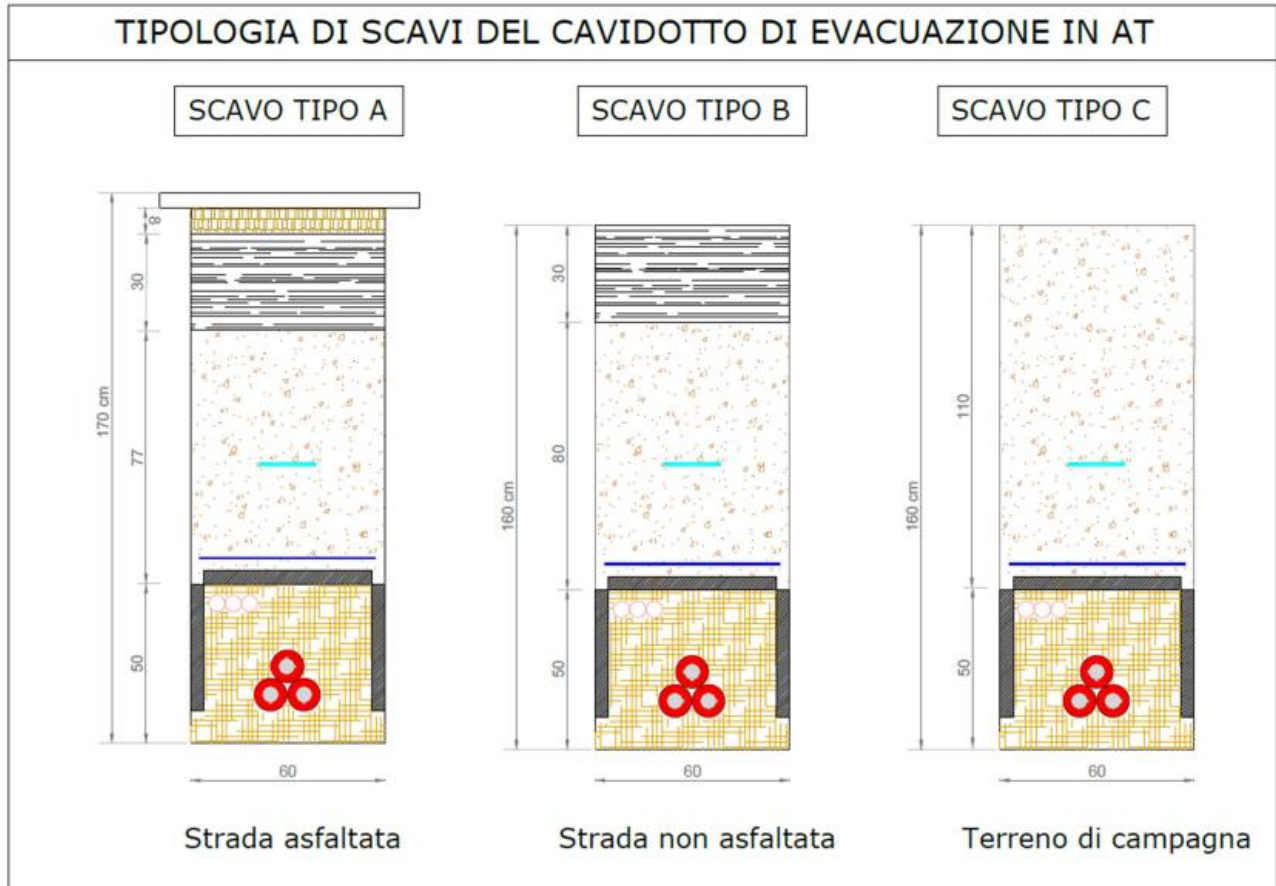 TIPOLOGIA DI SCAVI DEL CAVIDOTTO DI EVACUAZIONE IN AT
SCAVO TIPO A
SCAVO TIPO B
SCAVO TIPO C
8
30
77
50
170 cm
60
30
80
50
160 cm
60
110
50
160 cm
60
Strada asfaltata
Strada non asfaltata
Terreno di campagna